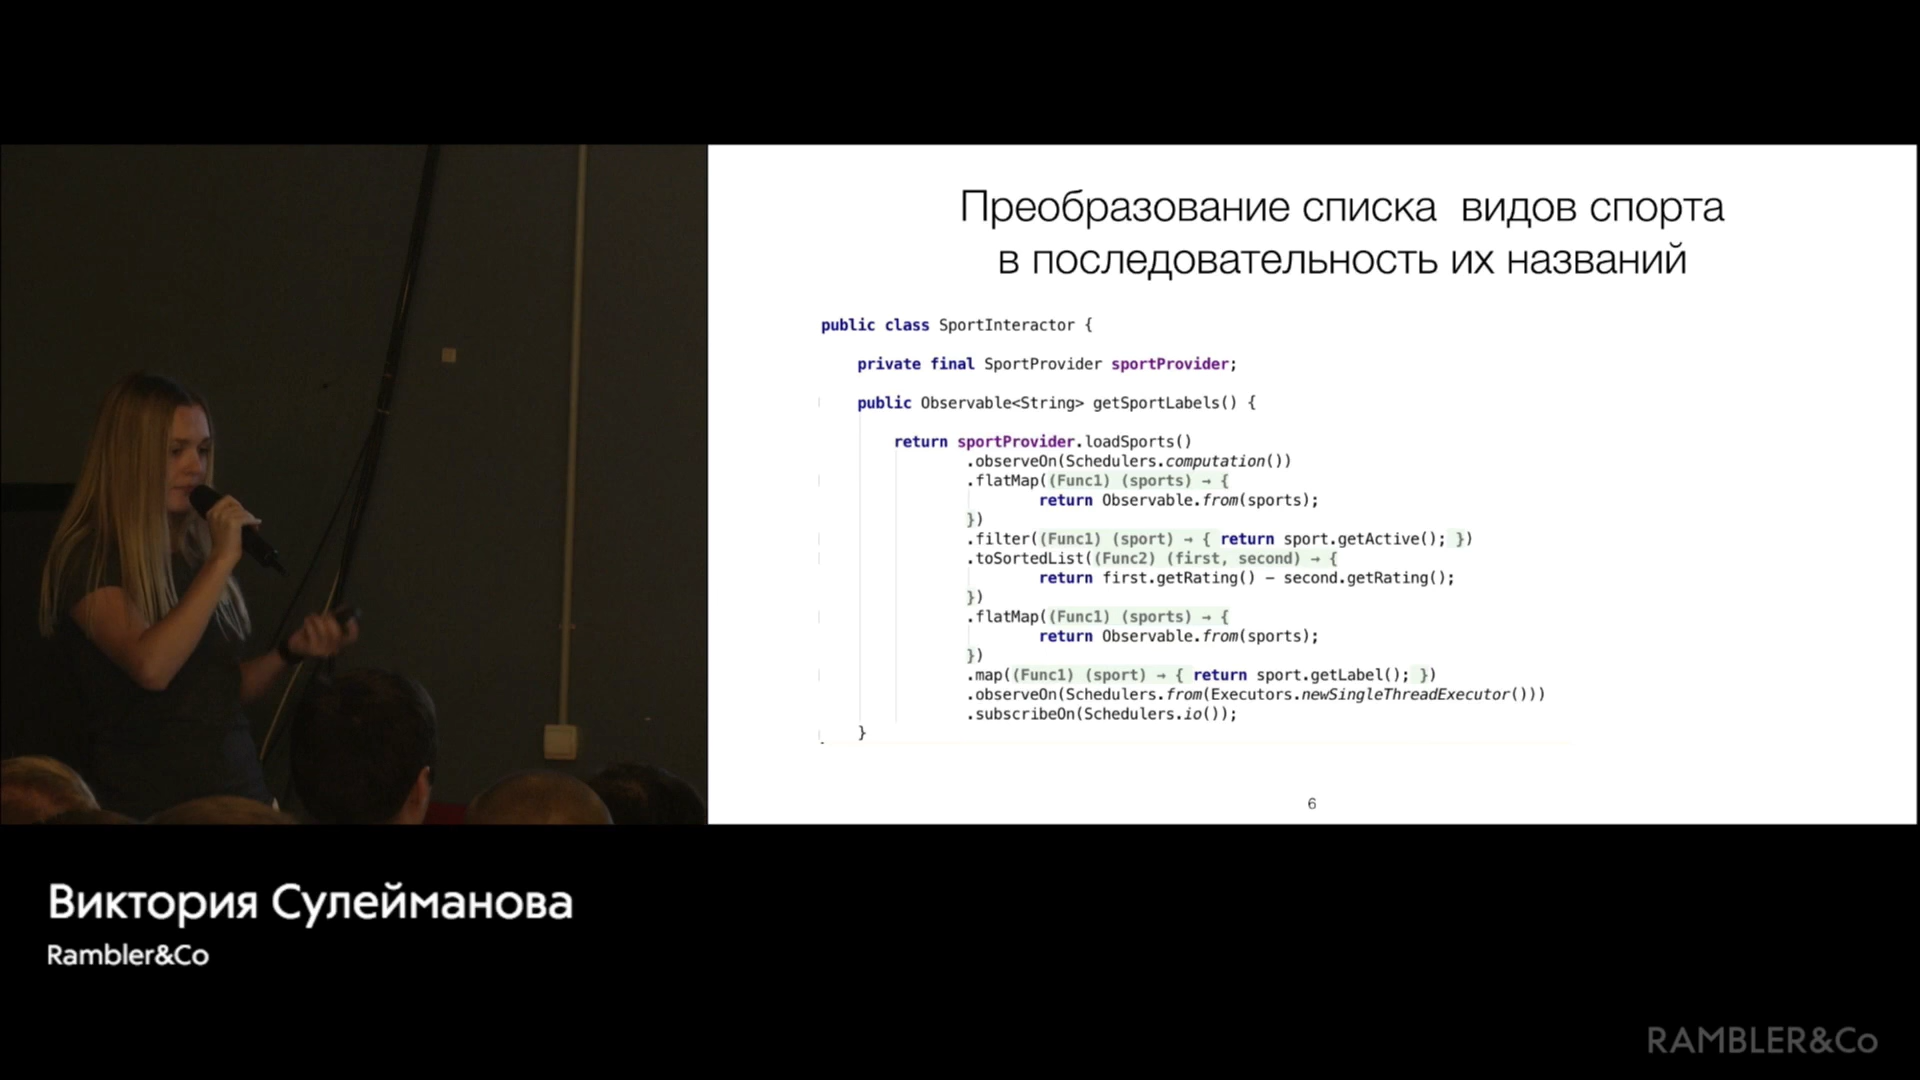 Преобразование списка видов спорта
в последовательность их названий
public class SportInteractor {
private final SportProvider sportProvider;
public Observable<String> getSportLabels() {
return sportProvider.loadSports()
.observeOn(Schedulers.computation())
.flatMap((Func1) (sports) → {
return Observable.from(sports);
})
.filter((Func1) (sport) → { return sport.getActive(); })
.toSortedList((Func2) (first, second) → {
return first.getRating() – second.getRating();
})
.flatMap((Func1) (sports) → {
return Observable.from(sports);
})
.map((Func1) (sport) → { return sport.getLabel(); })
.observeOn(Schedulers.from(Executors.newSingleThreadExecutor()))
.subscribeOn(Schedulers.io());
}
6
Виктория Сулейманова
Rambler&Co
RAMBLER&Co